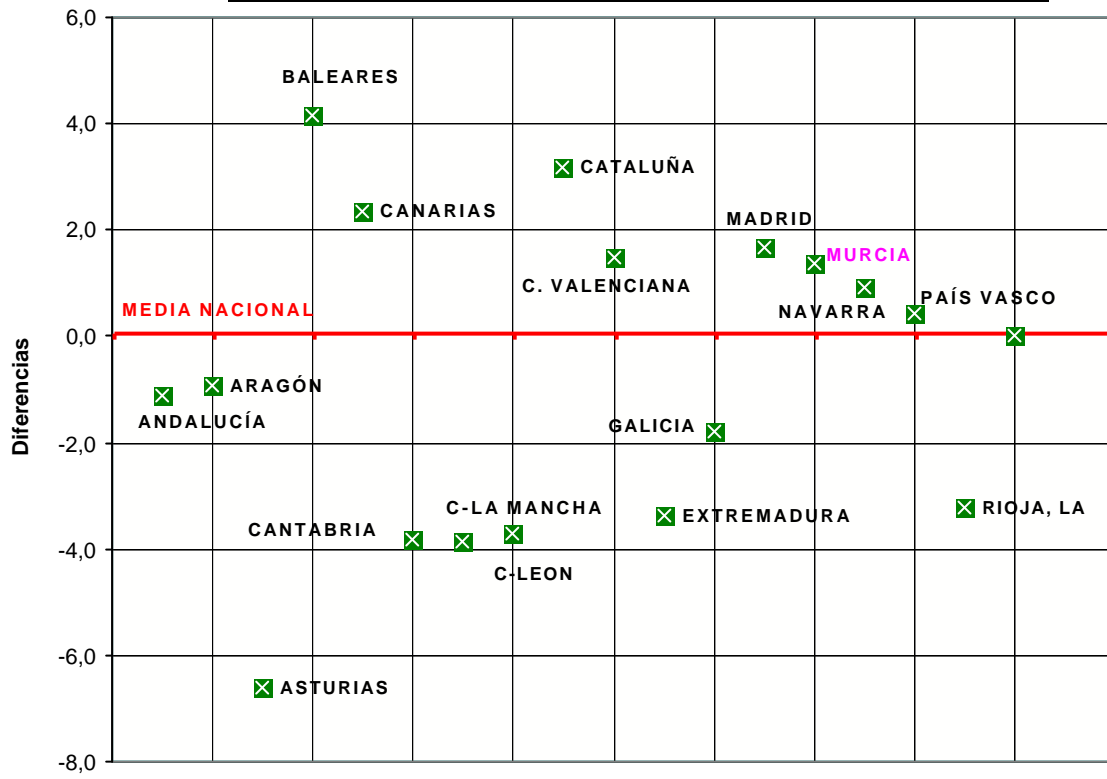 6,0
BALEARES
4,0
CATALUÑA
CANARIAS
2,0
MADRID
MURCIA
C. VALENCIANA
PAÍS VASCO
MEDIA NACIONAL
NAVARRA
0,0
Diferencias
ARAGÓN
ANDALUCÍA
GALICIA
-2,0
C-LA MANCHA
RIOJA, LA
EXTREMADURA
CANTABRIA
-4,0
C-LEON
-6,0
ASTURIAS
-8,0